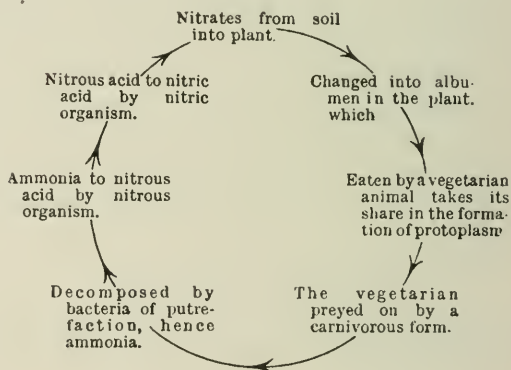 Nitrates from soil
into plant.
Changed into albu-
men in the plant.
which
Eaten by a vegetarian
animal takes its
share in the forma-
tion of protoplasm
The vegetarian
preyed on by a
carnivorous form.
Decomposed by
bacteria of putre-
faction, hence
ammonia.
Ammonia to nitrous
acid by nitrous
organism.
Nitrous acid to nitric
acid by nitric
organism.